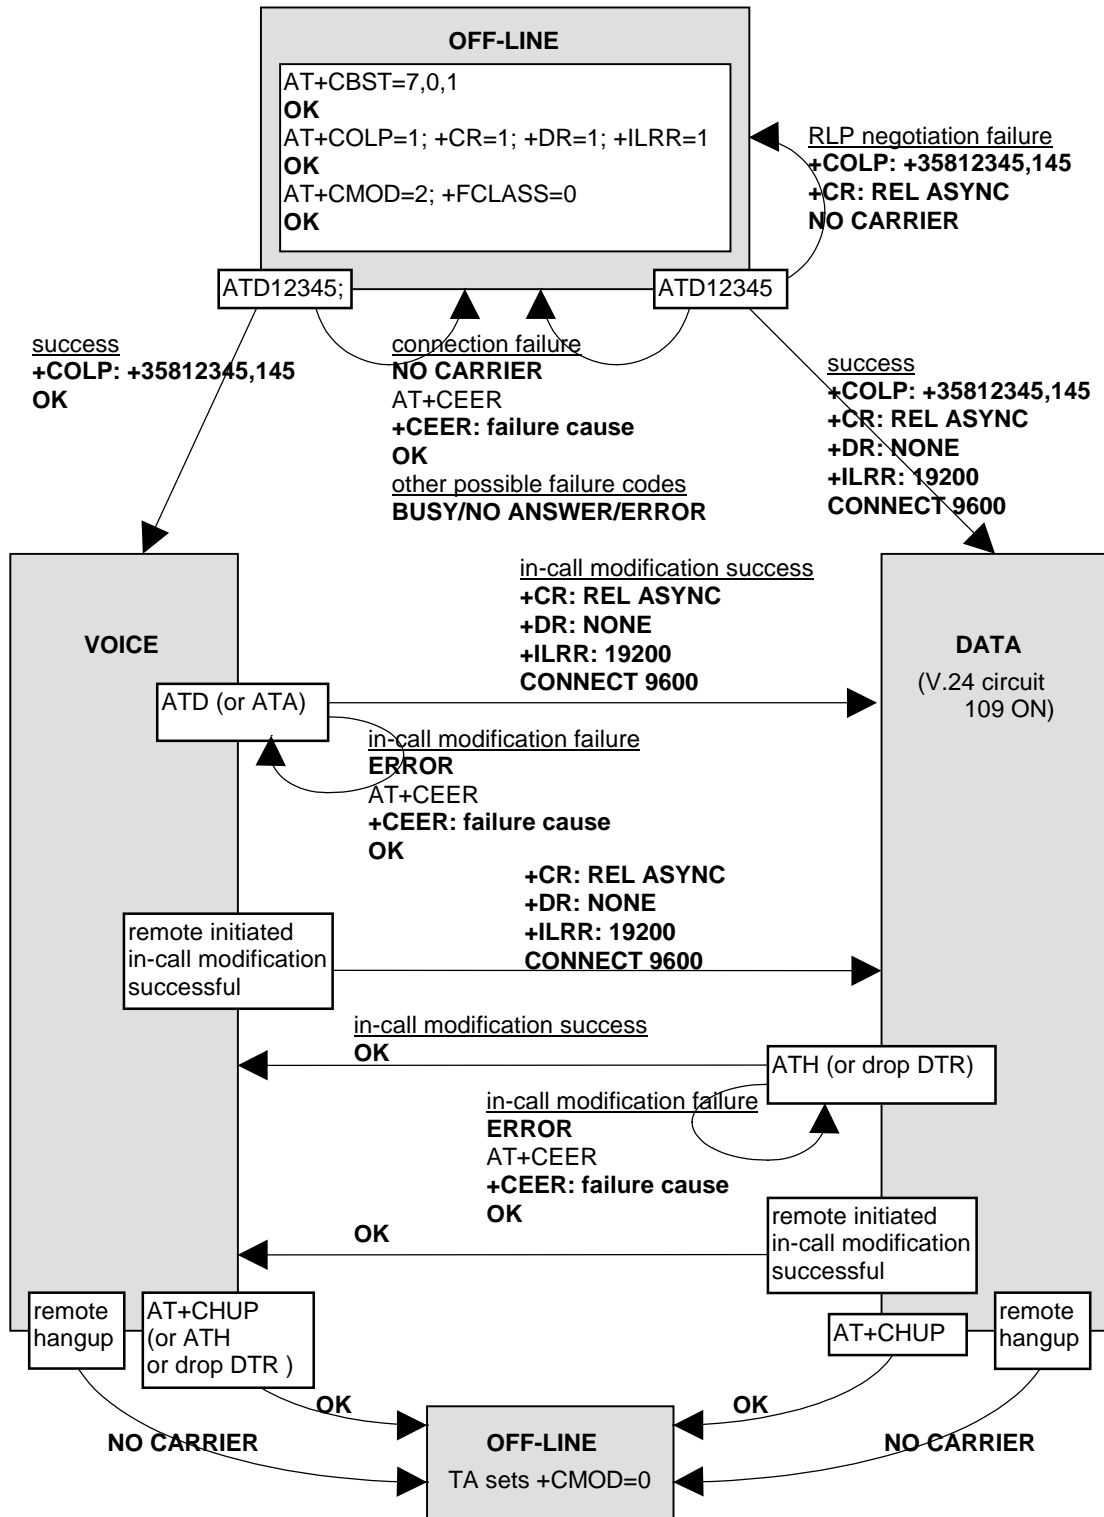 OFF-LINE
AT+CBST=7,0,1
OK
AT+COLP=1; +CR=1; +DR=1; +ILRR=1
OK
AT+CMOD=2; +FCLASS=0
OK
RLP negotiation failure
+COLP: +35812345,145
+CR: REL ASYNC
NO CARRIER
ATD12345;
ATD12345
success
+COLP: +35812345,145
OK
connection failure
NO CARRIER
AT+CEER
+CEER: failure cause
OK
other possible failure codes
BUSY/NO ANSWER/ERROR
success
+COLP: +35812345,145
+CR: REL ASYNC
+DR: NONE
+ILRR: 19200
CONNECT 9600
VOICE
in-call modification success
+CR: REL ASYNC
+DR: NONE
+ILRR: 19200
CONNECT 9600
DATA
(V.24 circuit
109 ON)
ATD (or ATA)
in-call modification failure
ERROR
AT+CEER
+CEER: failure cause
OK
+CR: REL ASYNC
+DR: NONE
+ILRR: 19200
CONNECT 9600
remote initiated
in-call modification
successful
in-call modification success
OK
ATH (or drop DTR)
in-call modification failure
ERROR
AT+CEER
+CEER: failure cause
OK
remote initiated
in-call modification
successful
OK
remote
hangup
AT+CHUP
(or ATH
or drop DTR )
AT+CHUP
remote
hangup
OK
OK
NO CARRIER
NO CARRIER
OFF-LINE
TA sets +CMOD=0